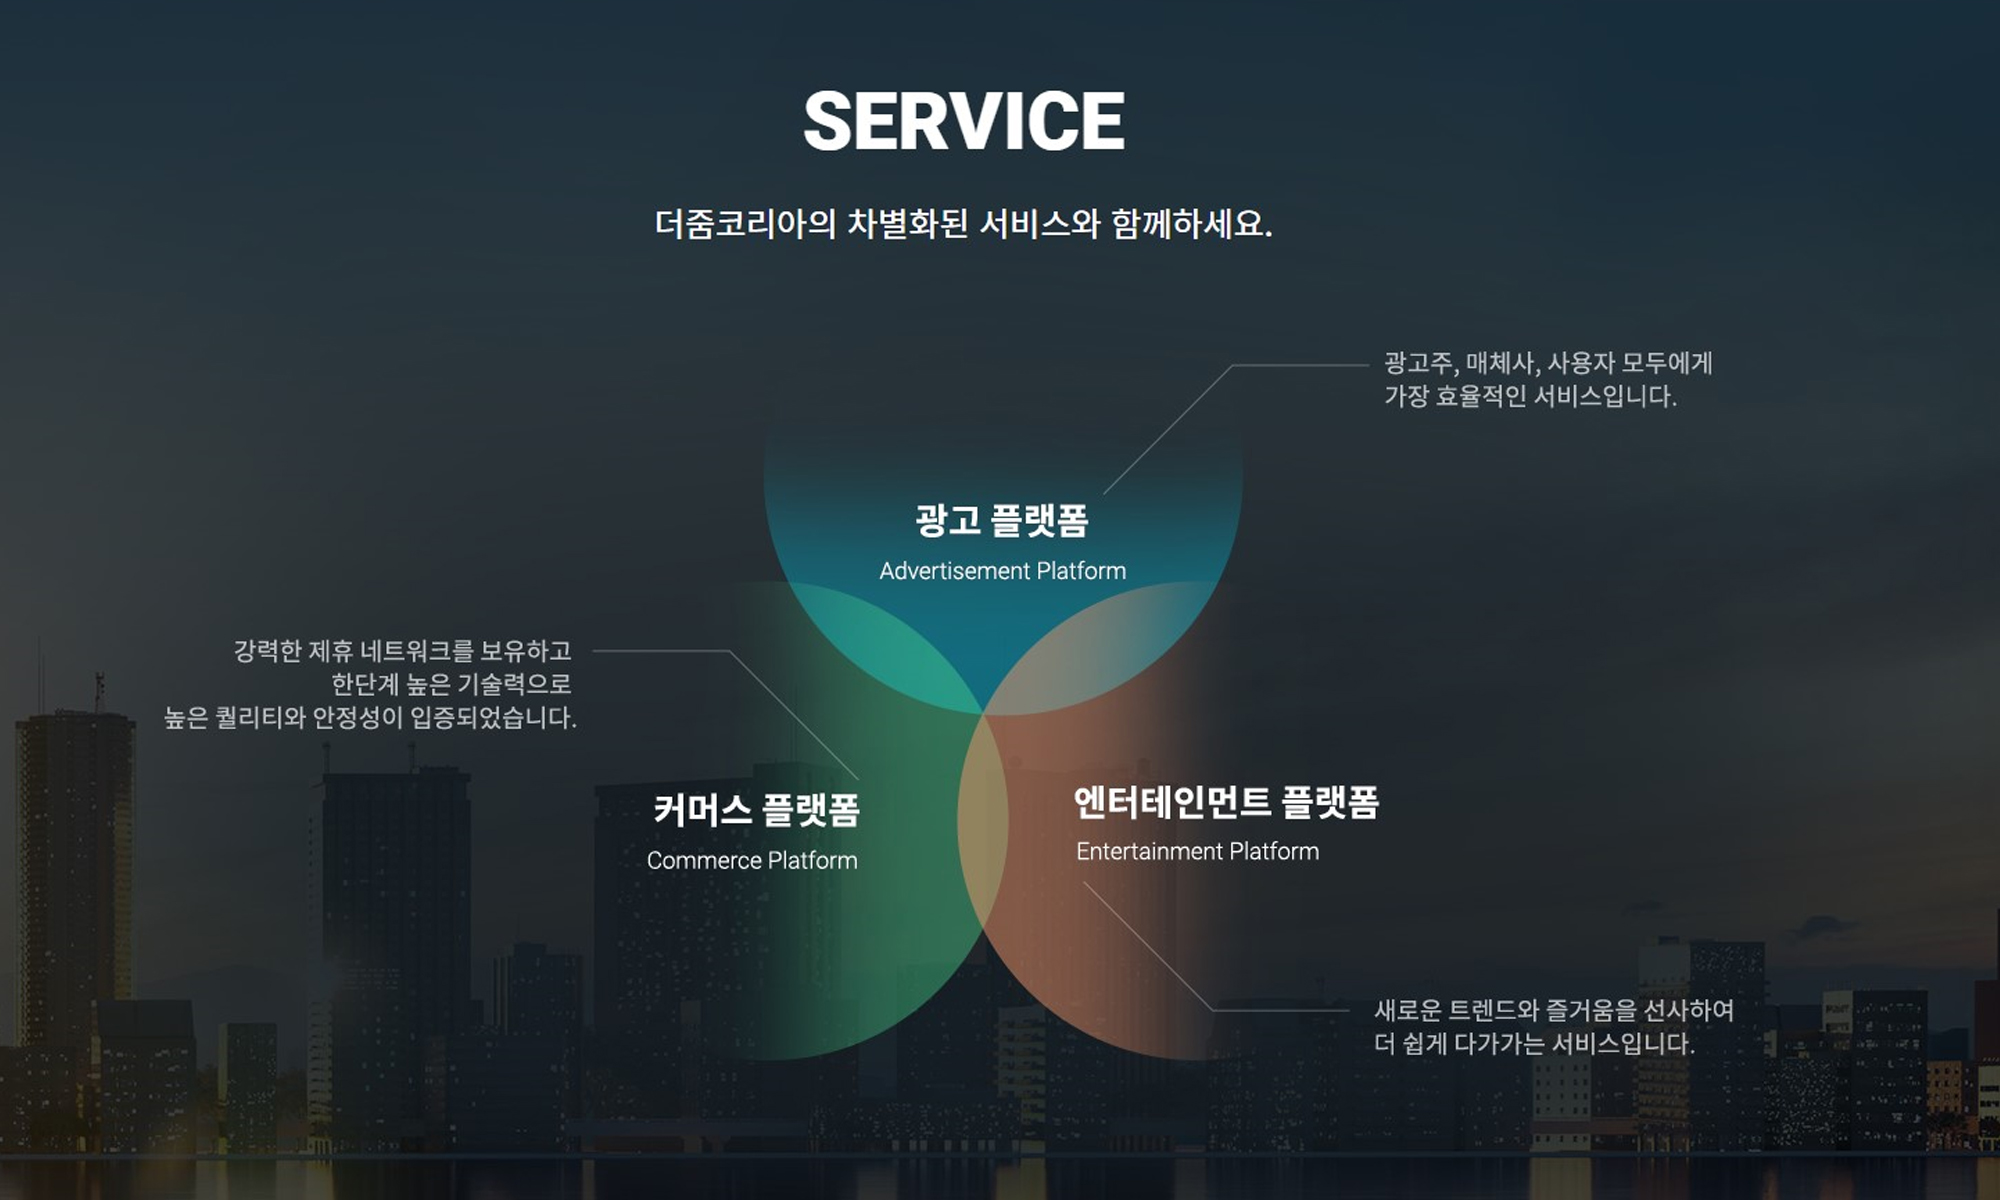 SERVICE
더줌코리아의 차별화된 서비스와 함께하세요.
광고주, 매체사, 사용자 모두에게
가장 효율적인 서비스입니다.
광고 플랫폼
Advertisement Platform
강력한 제휴 네트워크를 보유하고
한단계 높은 기술력으로
높은 퀄리티와 안정성이 입증되었습니다.
커머스 플랫폼
Commerce Platform
엔터테인먼트 플랫폼
Entertainment Platform
새로운 트렌드와 즐거움을 선사하여
더 쉽게 다가가는 서비스입니다.